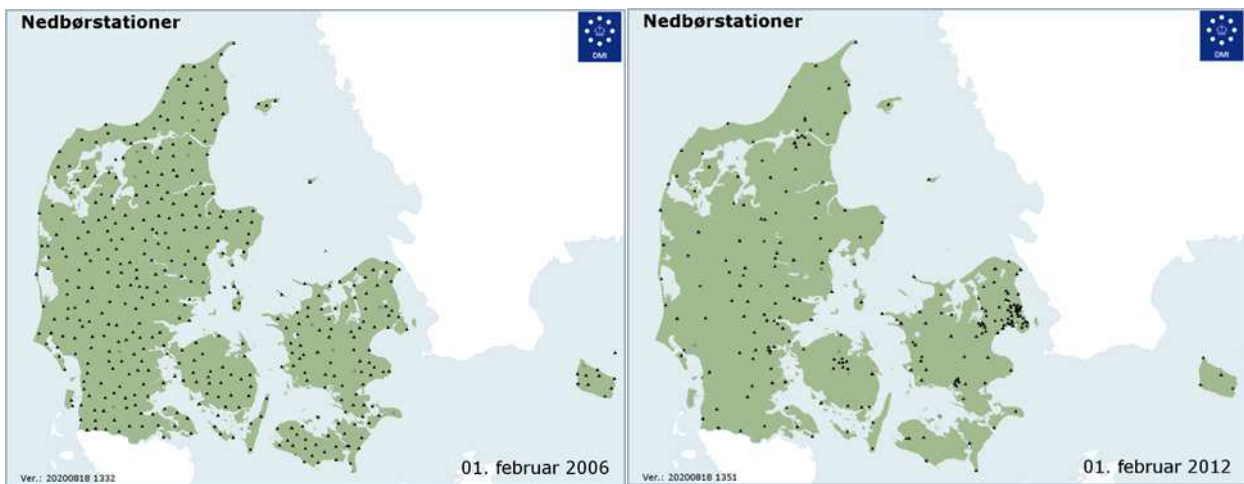 Nedbørstationer
DMI
01. februar 2006
Ver.: 20200818 1332
Nedbørstationer
DMI
01. februar 2012
Ver.: 20200818 1351